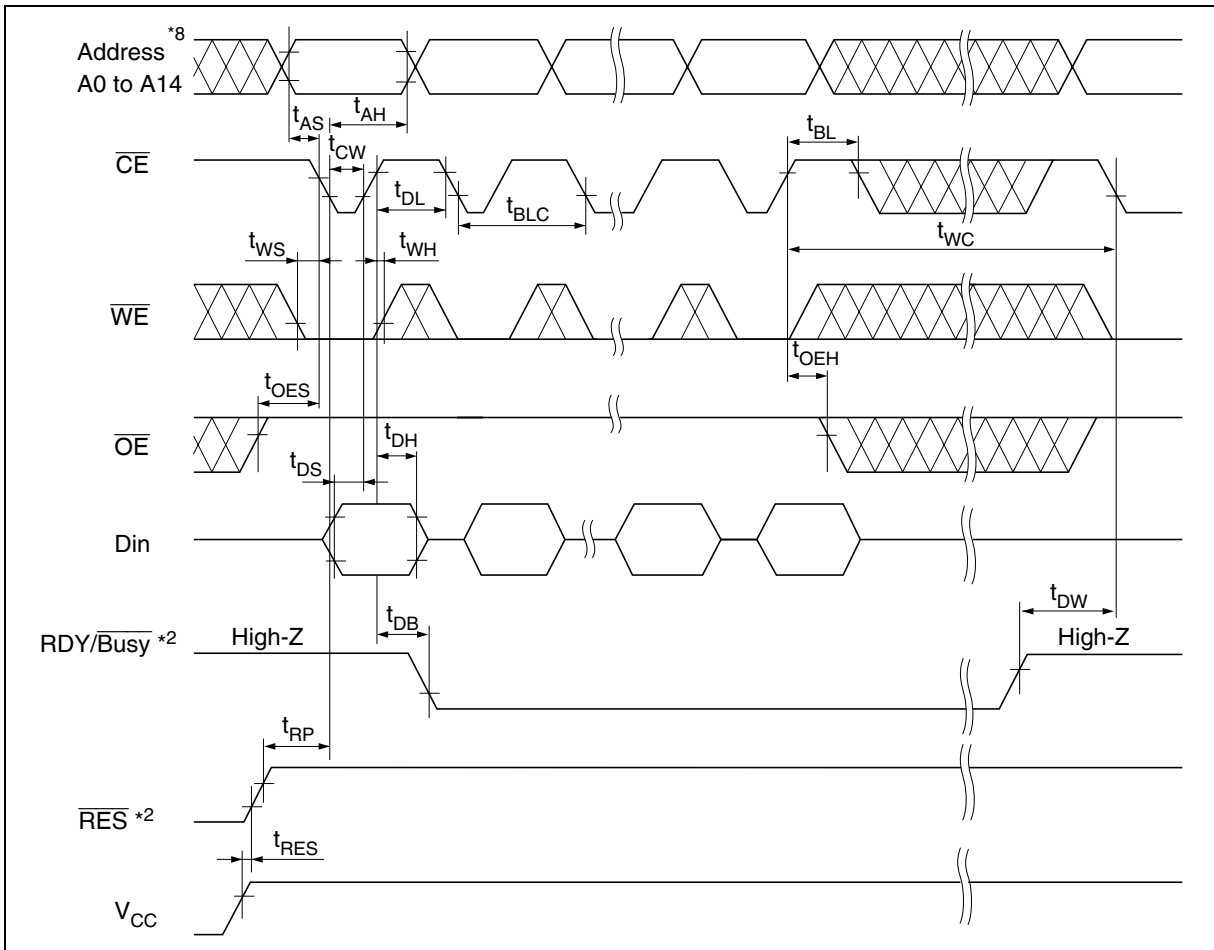 Address *8
A0 to A14
tAS
tAH
tCW
tBL
CE
tDL
tBLC
tWC
tWS
tWH
WE
tOEH
tOES
OE
tDH
tDS
Din
tDW
tDB
RDY/Busy *2
High-Z
High-Z
tRP
RES *2
tRES
VCC